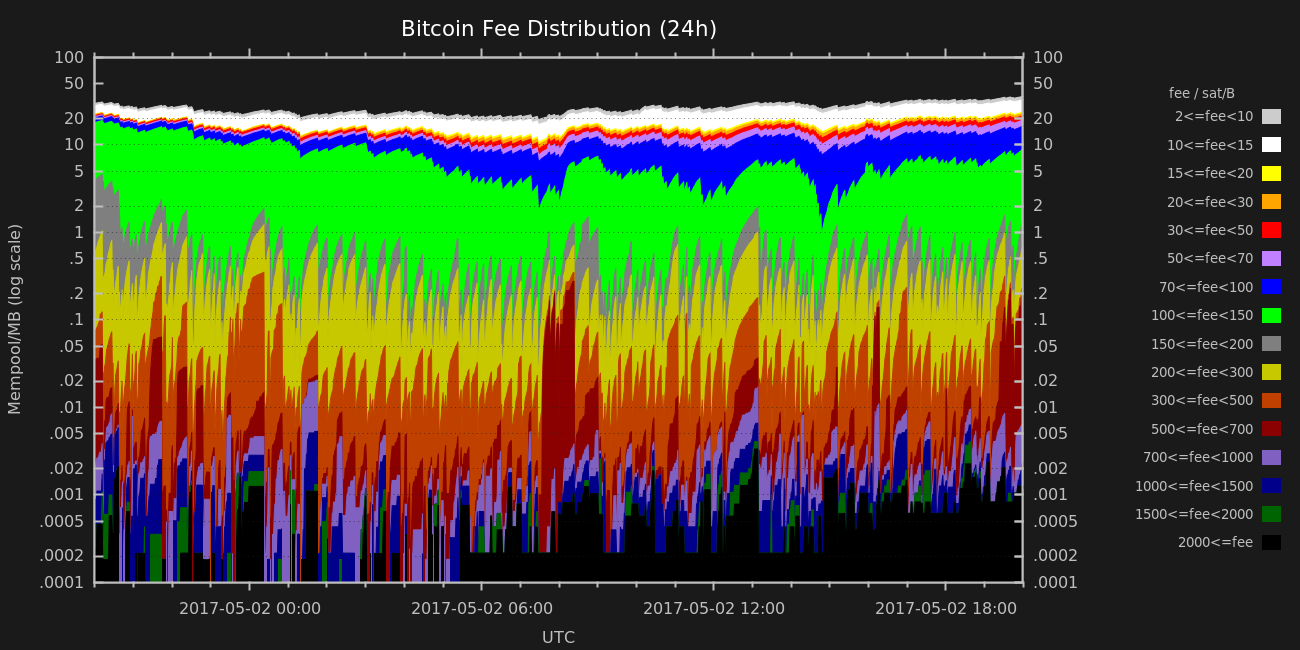 Bitcoin Fee Distribution (24h)
Mempool/MB (log scale)
100
50
20
10
5
2
1
.5
.2
.1
.05
.02
.01
.005
.002
.001
.0005
.0002
.0001
100
50
20
10
5
2
1
.5
.2
.1
.05
.02
.01
.005
.002
.001
.0005
.0002
.0001
2017-05-02 00:00
2017-05-02 06:00
2017-05-02 12:00
2017-05-02 18:00
UTC
fee / sat/B
2<=fee<10
10<=fee<15
15<=fee<20
20<=fee<30
30<=fee<50
50<=fee<70
70<=fee<100
100<=fee<150
150<=fee<200
200<=fee<300
300<=fee<500
500<=fee<700
700<=fee<1000
1000<=fee<1500
1500<=fee<2000
2000<=fee